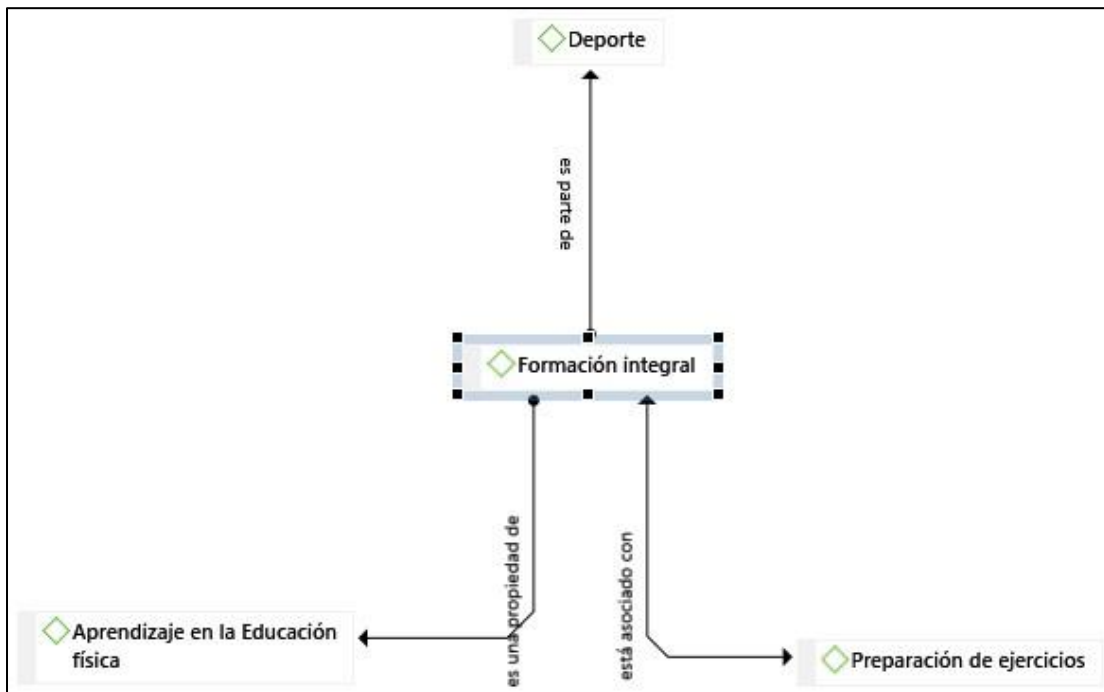 Deporte
es parte de
Formación integral
es una propiedad de
está asociado con
Aprendizaje en la Educación
física
Preparación de ejercicios